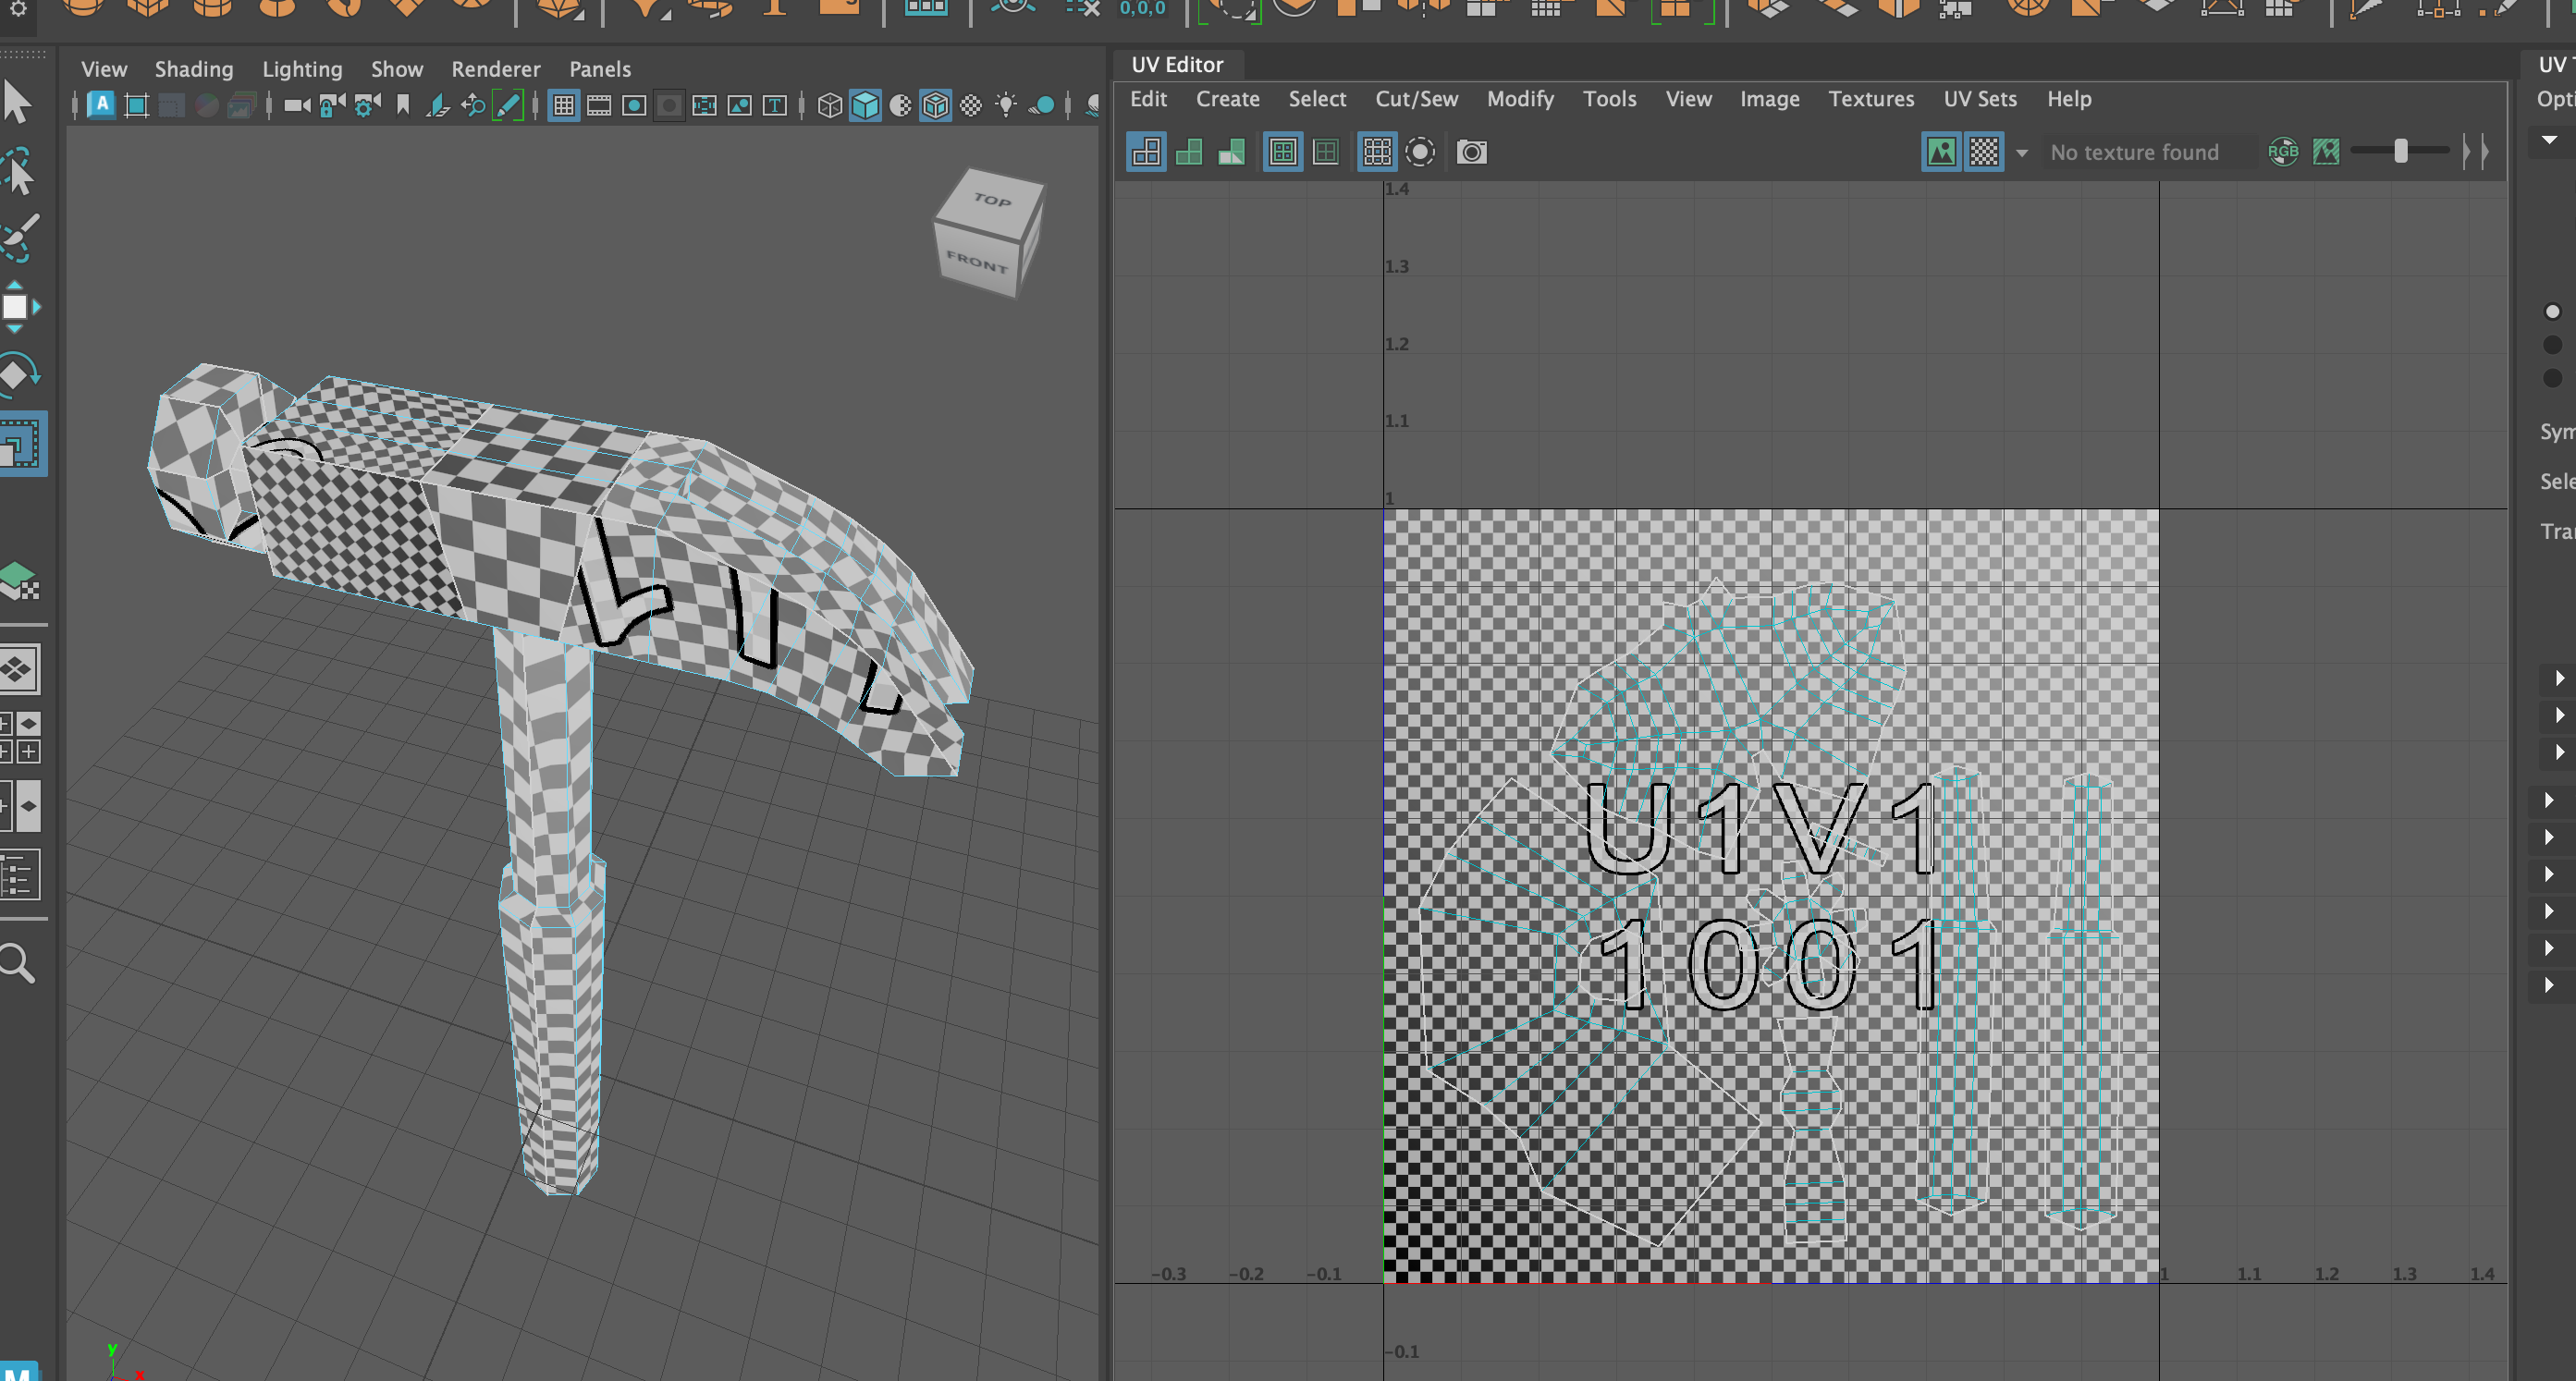 0,0,0
View Shading Lighting Show Renderer Panels
A
T
TOP
FRONT
y
x
M
UV Editor
Edit Create Select Cut/Sew Modify Tools View Image Textures UV Sets Help
No texture found
RGB
1.4
1.3
1.2
1.1
1
U1V1
1001
-0.3 -0.2 -0.1 1 1.1 1.2 1.3 1.4
-0.1
UV T
Opti
Sym
Sele
Tran